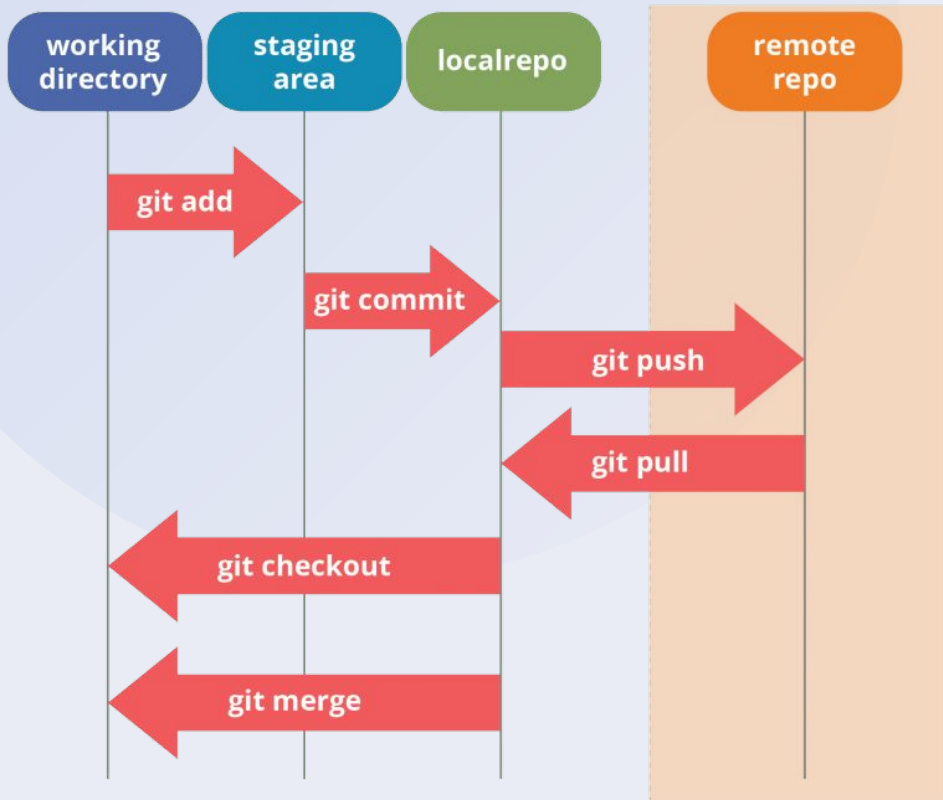 working
directory
staging
area
localrepo
remote
repo
git add
git commit
git push
git pull
git checkout
git merge